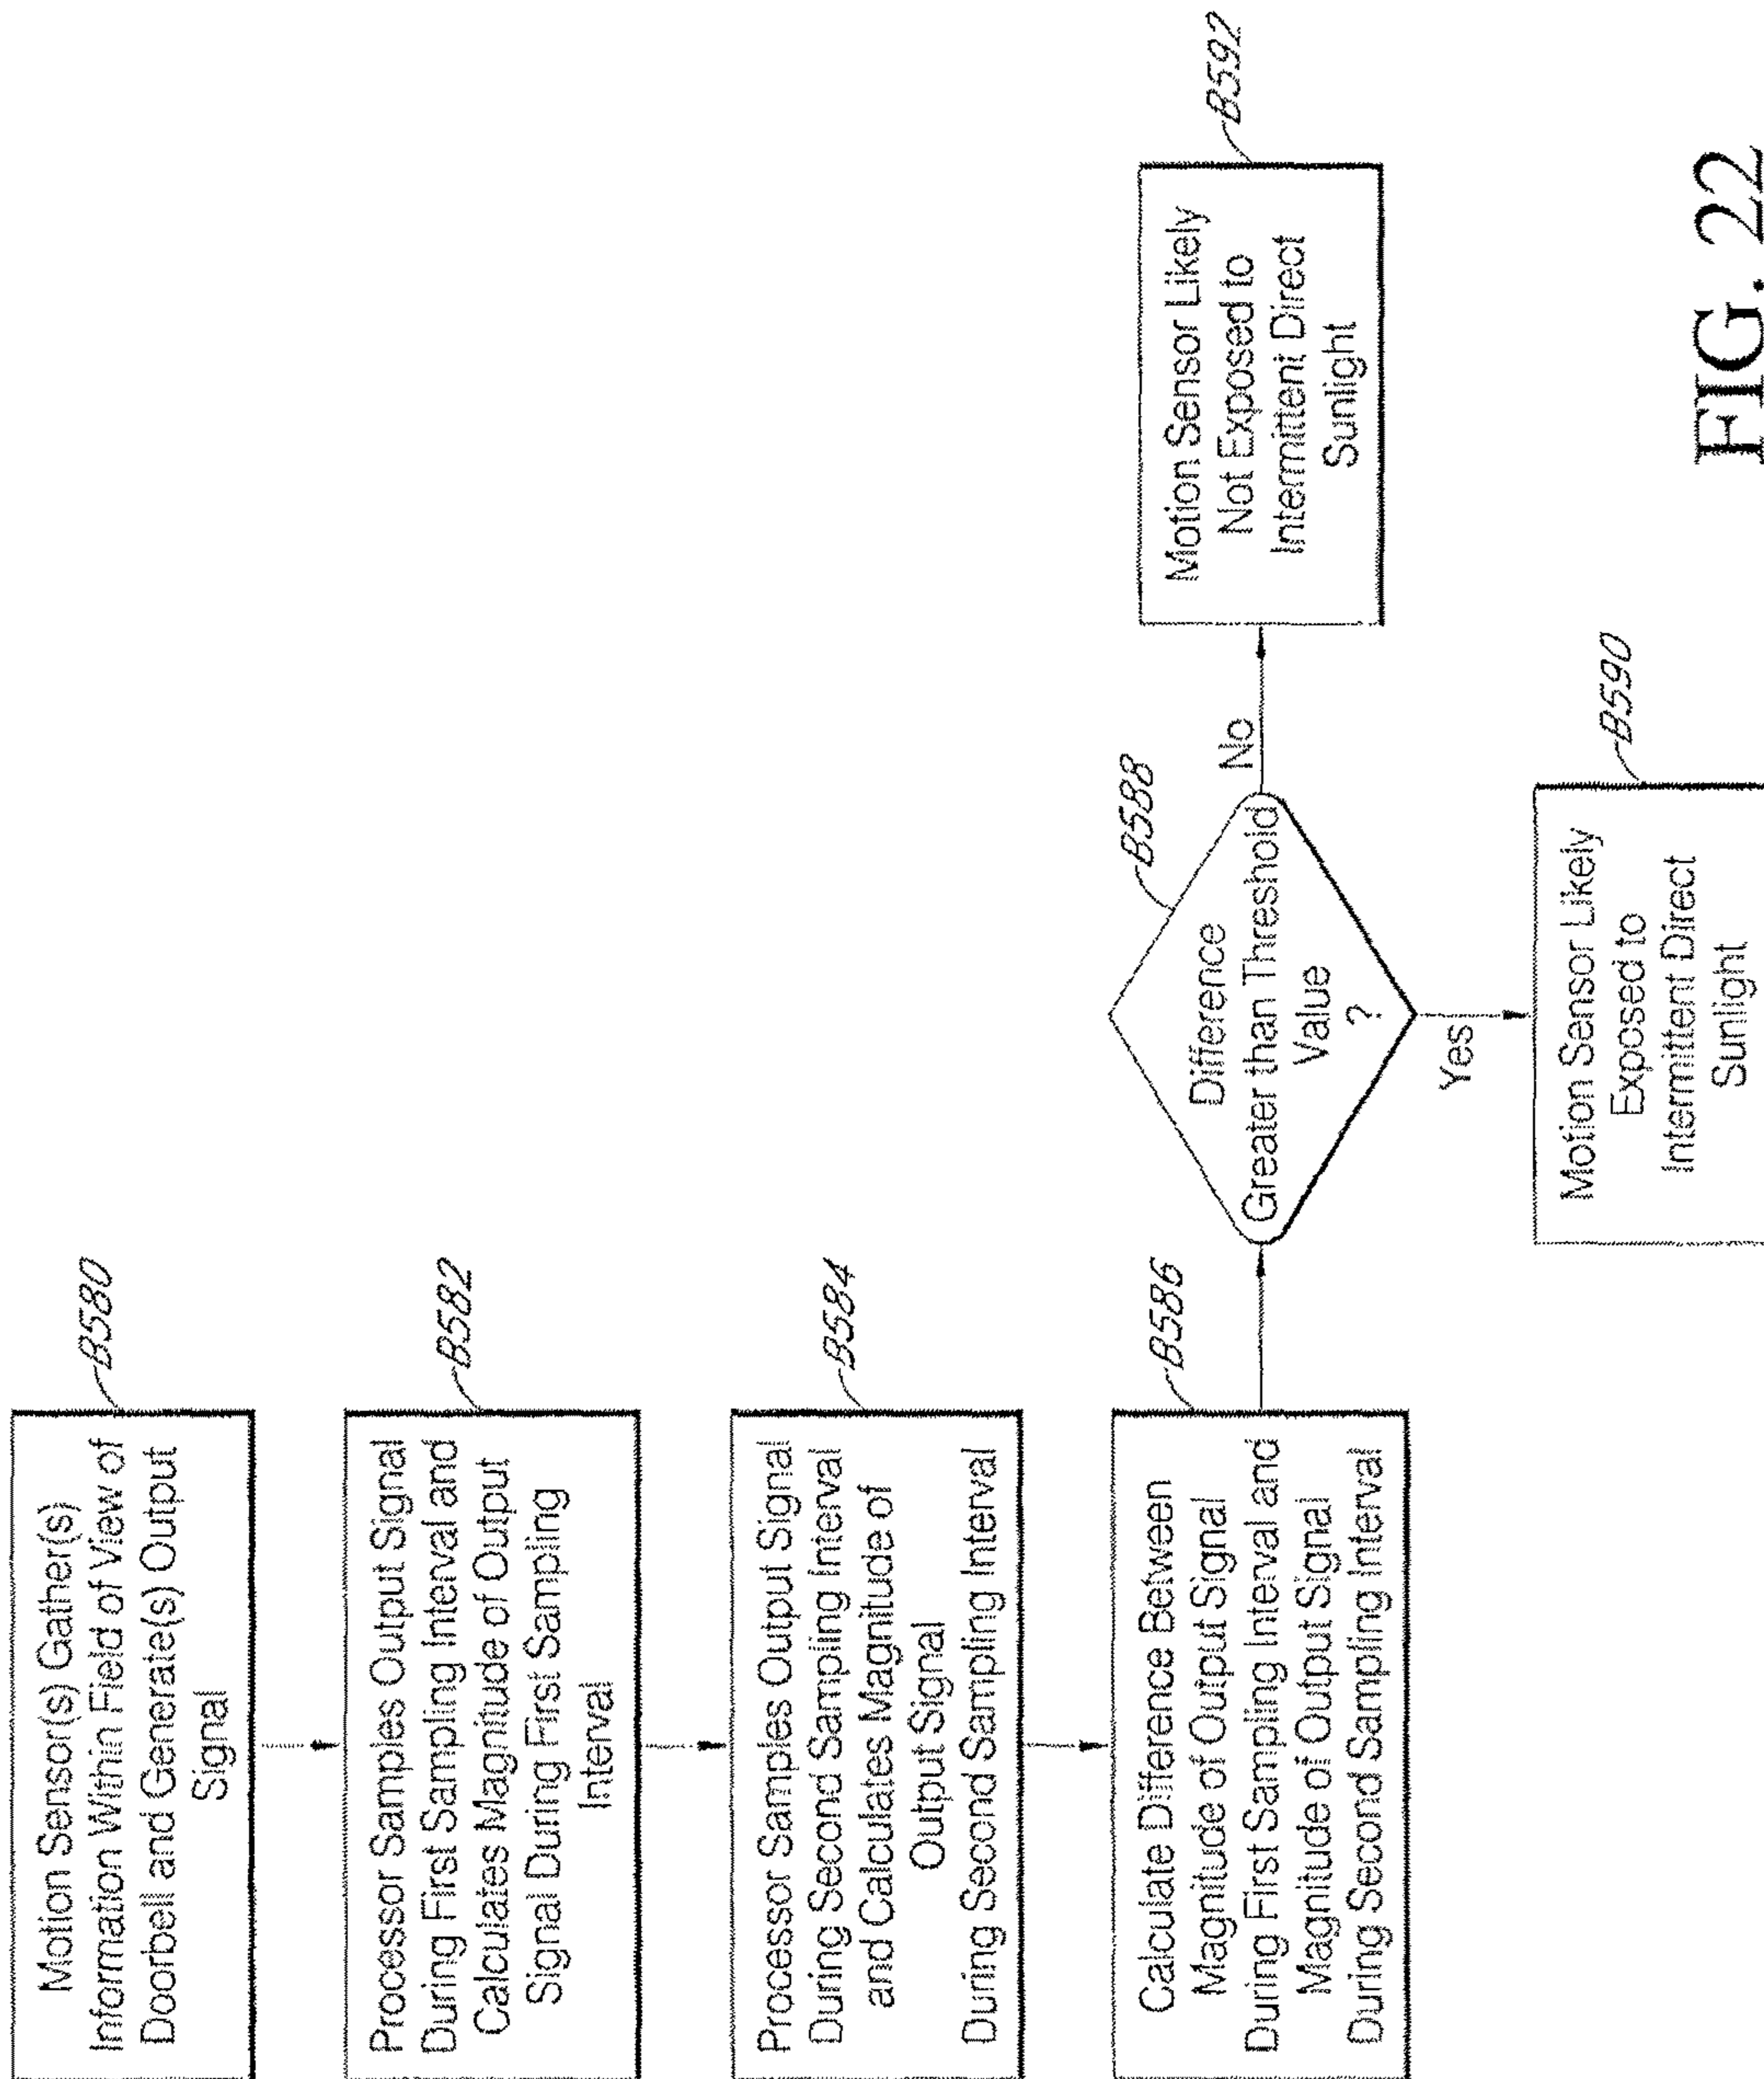 B580
Motion Sensor(s) Gather(s)
Information Within Field of View of
Doorbell and Generate(s) Output
Signal
B582
Processor Samples Output Signal
During First Sampling Interval and
Calculates Magnitude of Output
Signal During First Sampling
Interval
B584
Processor Samples Output Signal
During Second Sampling Interval
and Calculates Magnitude of
Output Signal
During Second Sampling Interval
B586
Calculate Difference Between
Magnitude of Output Signal
During First Sampling Interval and
Magnitude of Output Signal
During Second Sampling Interval
B588
Difference
Greater than Threshold
Value
?
No
B592
Motion Sensor Likely
Not Exposed to
Intermittent Direct
Sunlight
Yes
B590
Motion Sensor Likely
Exposed to
Intermittent Direct
Sunlight
FIG. 22